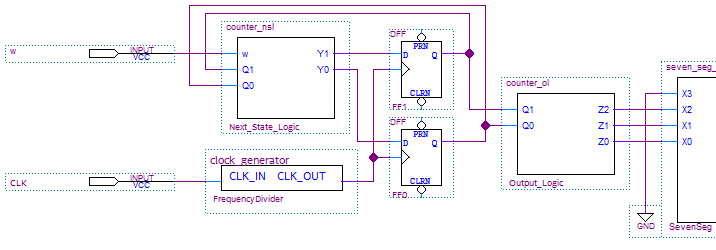 counter_nsl
w
INPUT
VCC
w
Q1
Q0
Y1
Y0
Next_State_Logic
DFF
PRN
D
Q
CLRN
FF1
counter_ol
Q1
Q0
Z2
Z1
Z0
Output_Logic
seven_seg_
X3
X2
X1
X0
SevenSeg
GND
DFF
PRN
D
Q
CLRN
FF0
clock_generator
CLK
INPUT
VCC
CLK_IN
CLK_OUT
FrequencyDivider